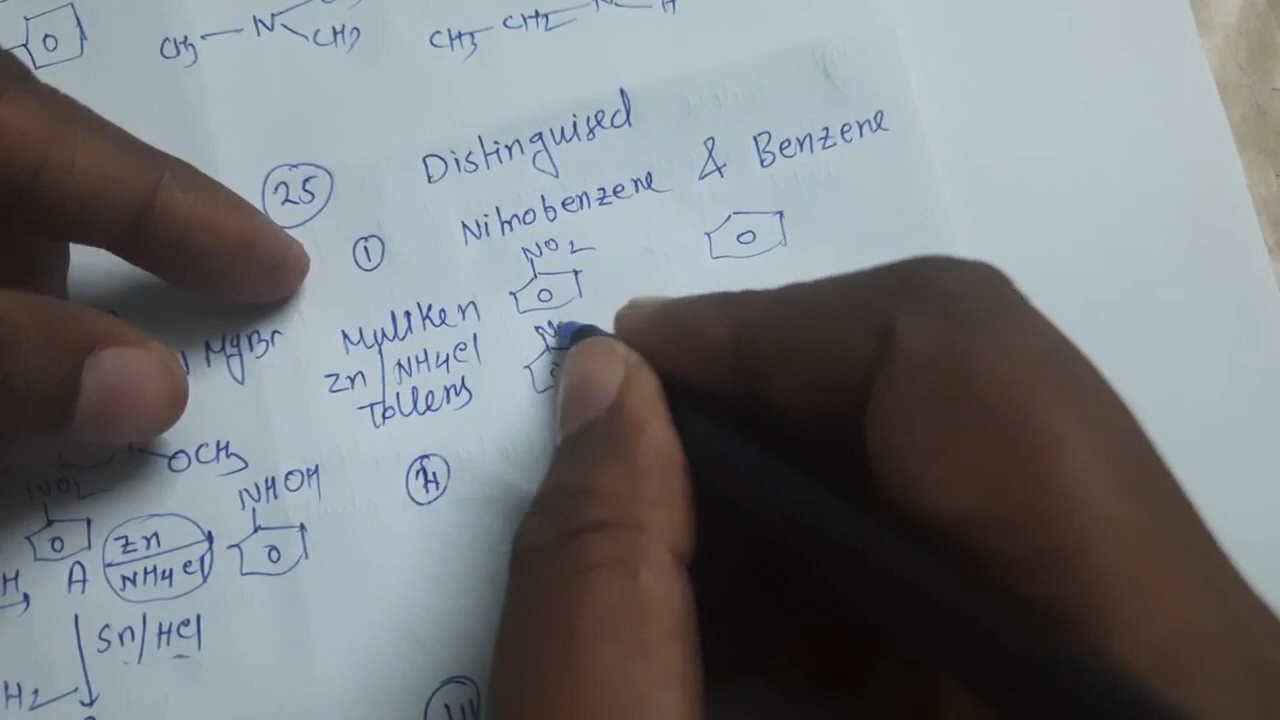 CH3 N CH3
CH3 CH2 N H
25 Distinguised
1 Nitrobenzene & Benzene
NO2
Mulliken
Zn/NH4Cl
Tollens
MgBr
OCH3
NO2 NHOH
A Zn/NH4Cl
H
Sn/HCl
H2